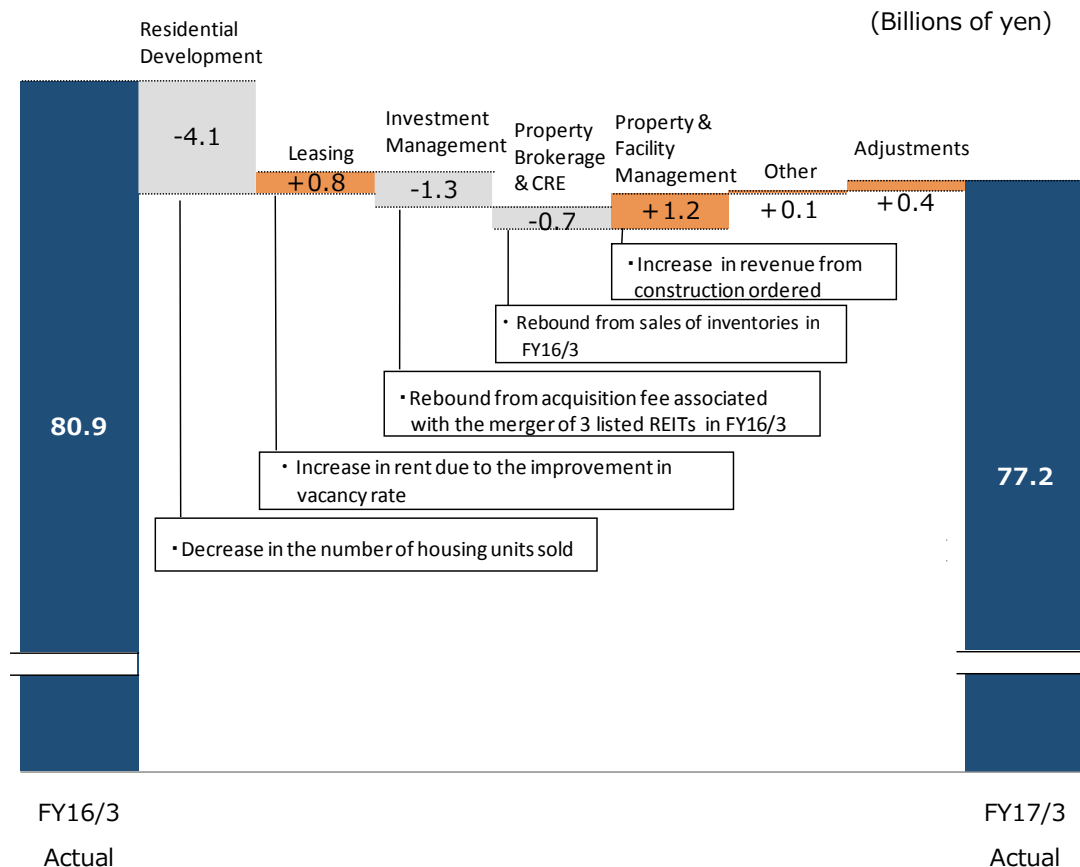 (Billions of yen)
Residential
Development
-4.1
Leasing
+0.8
Investment
Management
-1.3
Property
Brokerage
& CRE
-0.7
Property &
Facility
Management
+1.2
Other
+0.1
Adjustments
+0.4
・Increase in revenue from
construction ordered
・Rebound from sales of inventories in
FY16/3
・Rebound from acquisition fee associated
with the merger of 3 listed REITs in FY16/3
・Increase in rent due to the improvement in
vacancy rate
・Decrease in the number of housing units sold
80.9
77.2
FY16/3
Actual
FY17/3
Actual